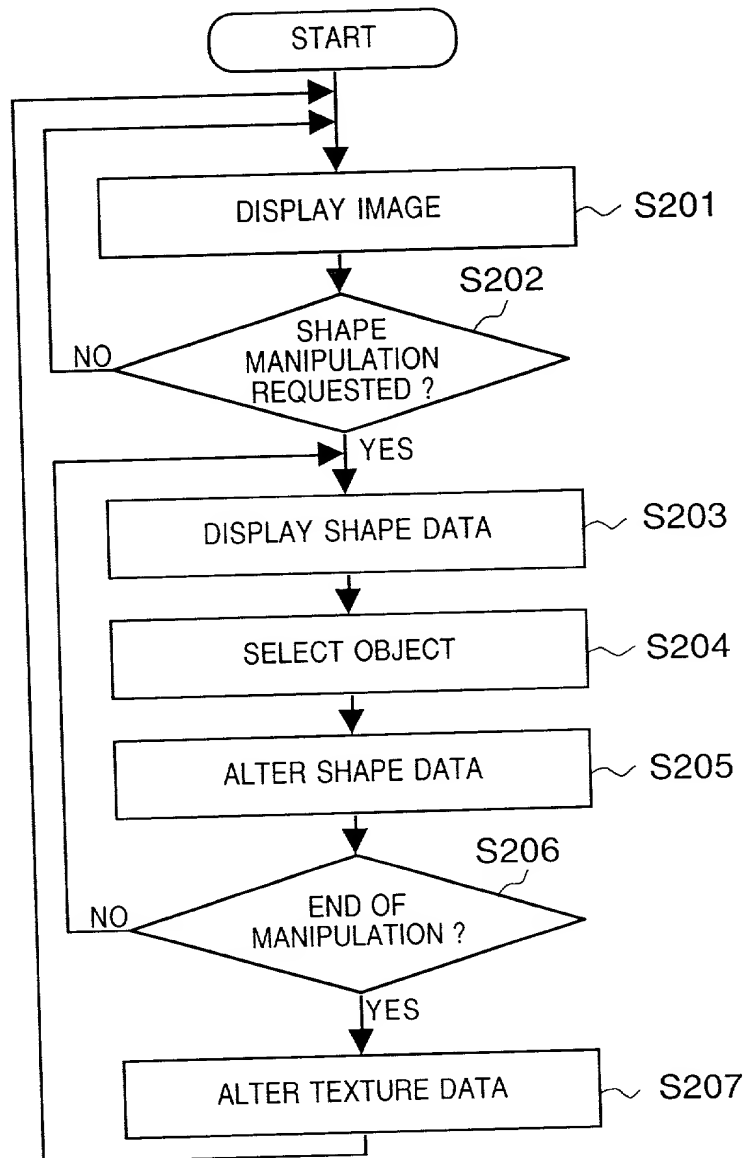 START
DISPLAY IMAGE
S201
S202
SHAPE
MANIPULATION
REQUESTED ?
NO
YES
DISPLAY SHAPE DATA
S203
SELECT OBJECT
S204
ALTER SHAPE DATA
S205
S206
END OF
MANIPULATION ?
NO
YES
ALTER TEXTURE DATA
S207